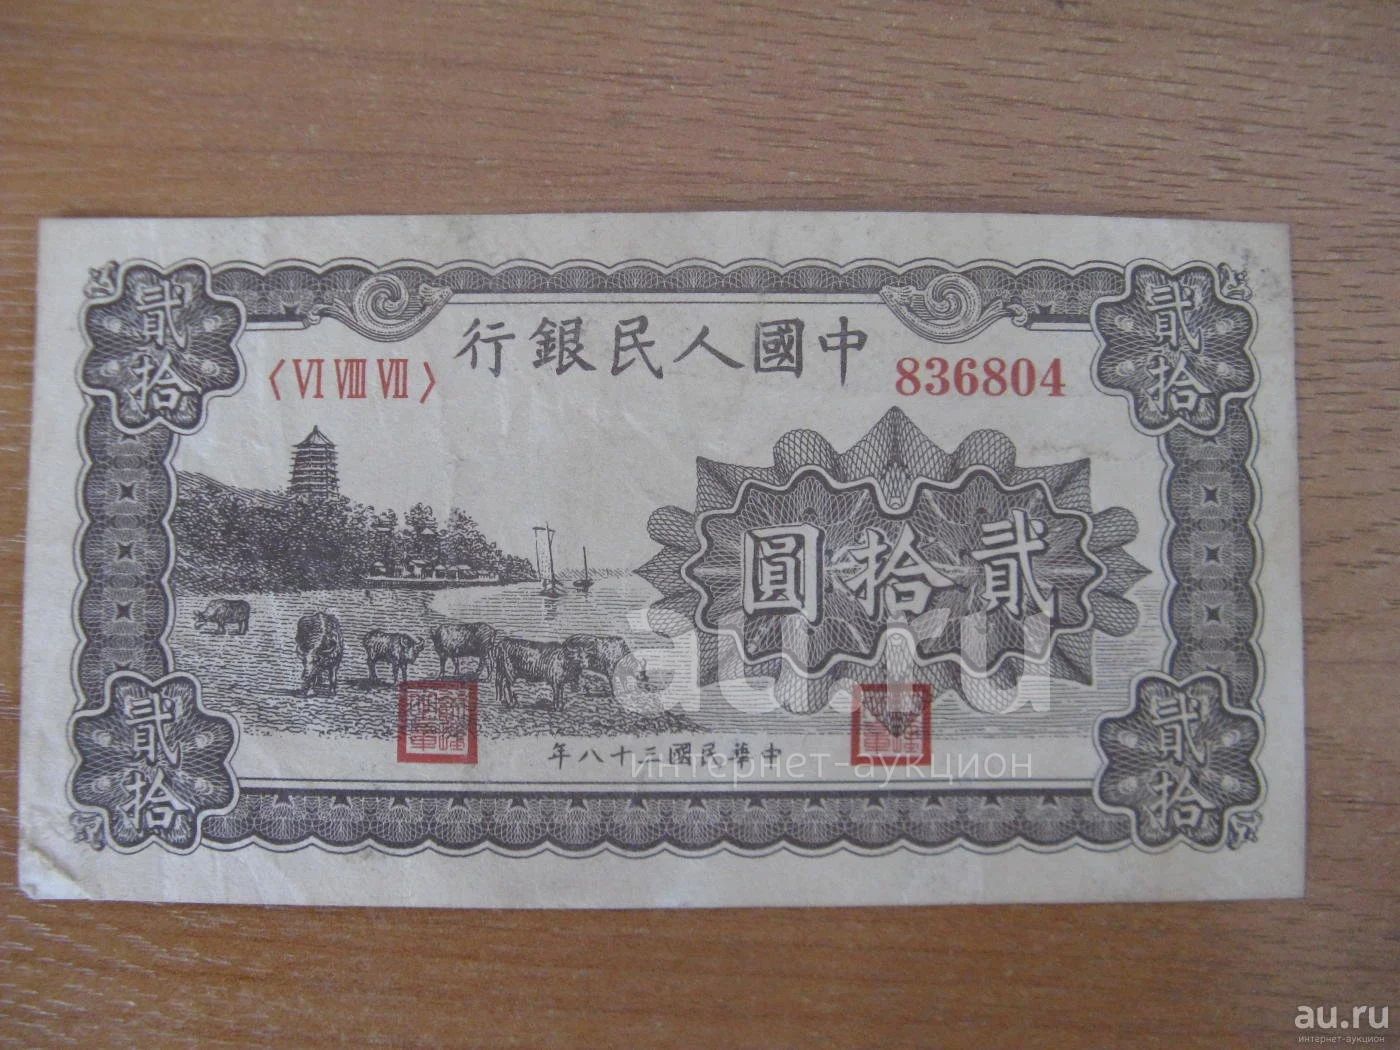 貳拾
貳拾
行銀民人國中
〈Ⅵ Ⅷ Ⅶ〉
836804
圓拾貳
年八十三國民華中
貳拾
貳拾
au.ru
интернет-аукцион
au.ru
интернет-аукцион